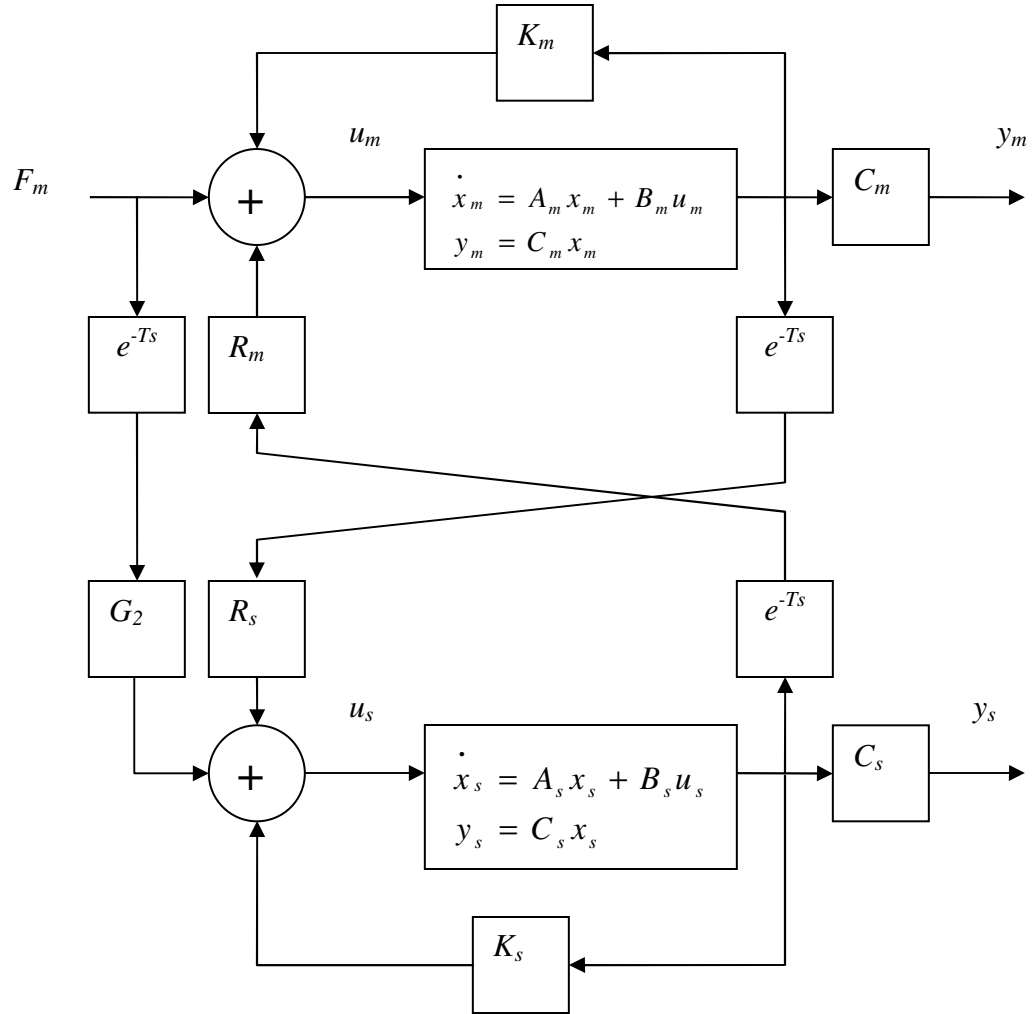 K_m
u_m
y_m
F_m
+
ẋ_m = A_m x_m + B_m u_m
y_m = C_m x_m
C_m
e^-Ts
R_m
e^-Ts
G_2
R_s
e^-Ts
u_s
y_s
+
ẋ_s = A_s x_s + B_s u_s
y_s = C_s x_s
C_s
K_s